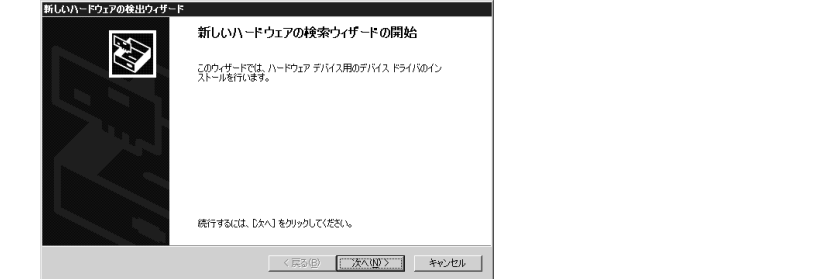 新しいハードウェアの検出ウィザード
新しいハードウェアの検索ウィザードの開始
このウィザードでは、ハードウェア デバイス用のデバイス ドライバのイン
ストールを行います。
続行するには、[次へ] をクリックしてください。
< 戻る(B)
次へ(N) >
キャンセル